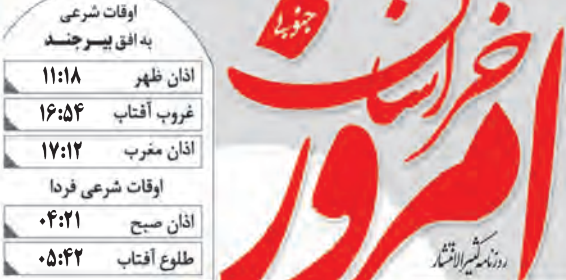 امروز
خراسان
جنوبی
روزنامه کثیرالانتشار
اوقات شرعی
به افق بیرجند
اذان ظهر ۱۱:۱۸
غروب آفتاب ۱۶:۵۴
اذان مغرب ۱۷:۱۲
اوقات شرعی فردا
اذان صبح ۰۴:۲۱
طلوع آفتاب ۰۵:۴۲